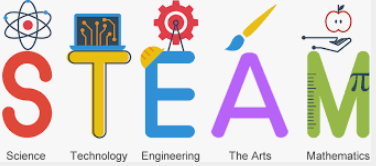 STEAM
π
Science Technology Engineering The Arts Mathematics